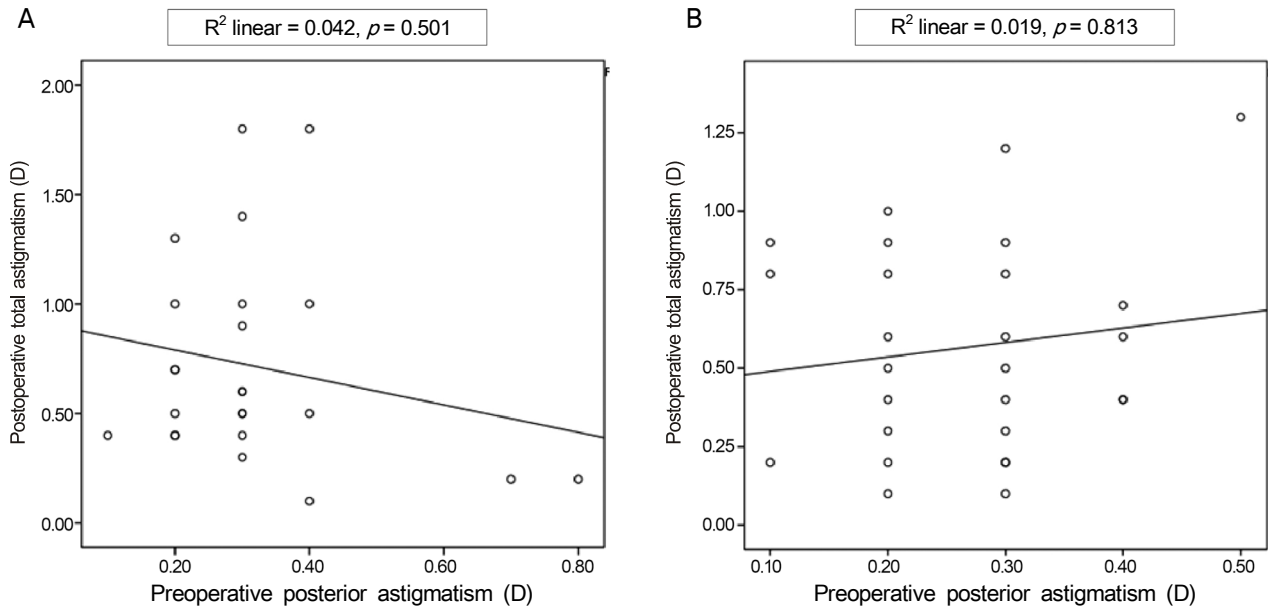 A
R² linear = 0.042, p = 0.501
2.00
1.50
1.00
0.50
0.00
Postoperative total astigmatism (D)
0.20 0.40 0.60 0.80
Preoperative posterior astigmatism (D)
B
R² linear = 0.019, p = 0.813
1.25
1.00
0.75
0.50
0.25
0.00
Postoperative total astigmatism (D)
0.10 0.20 0.30 0.40 0.50
Preoperative posterior astigmatism (D)